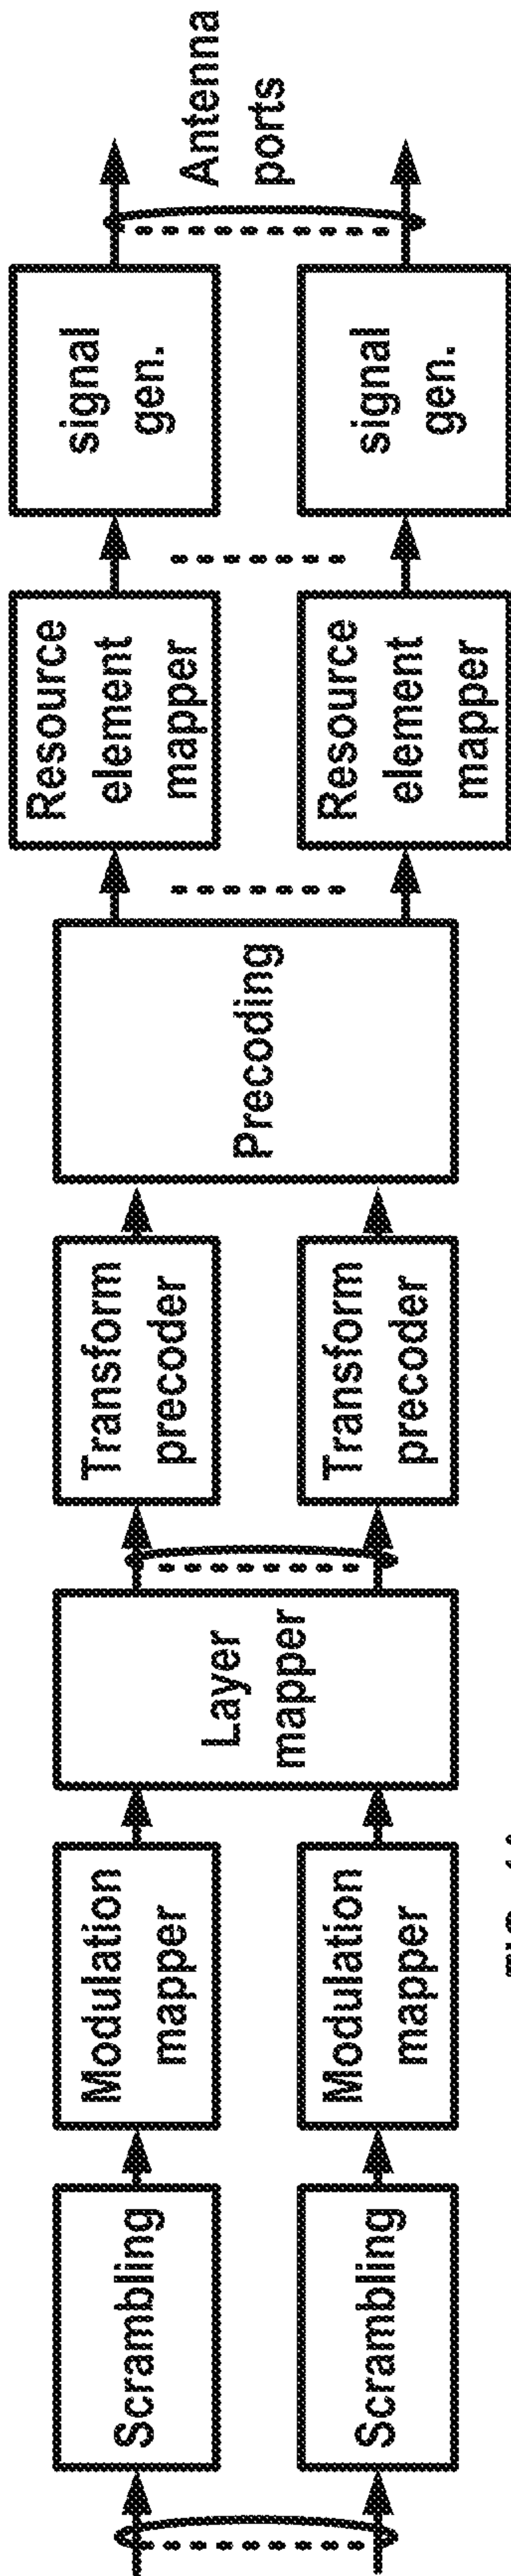 Scrambling
Scrambling
Modulation
mapper
Modulation
mapper
Layer
mapper
Transform
precoder
Transform
precoder
Precoding
Resource
element
mapper
Resource
element
mapper
signal
gen.
signal
gen.
Antenna
ports